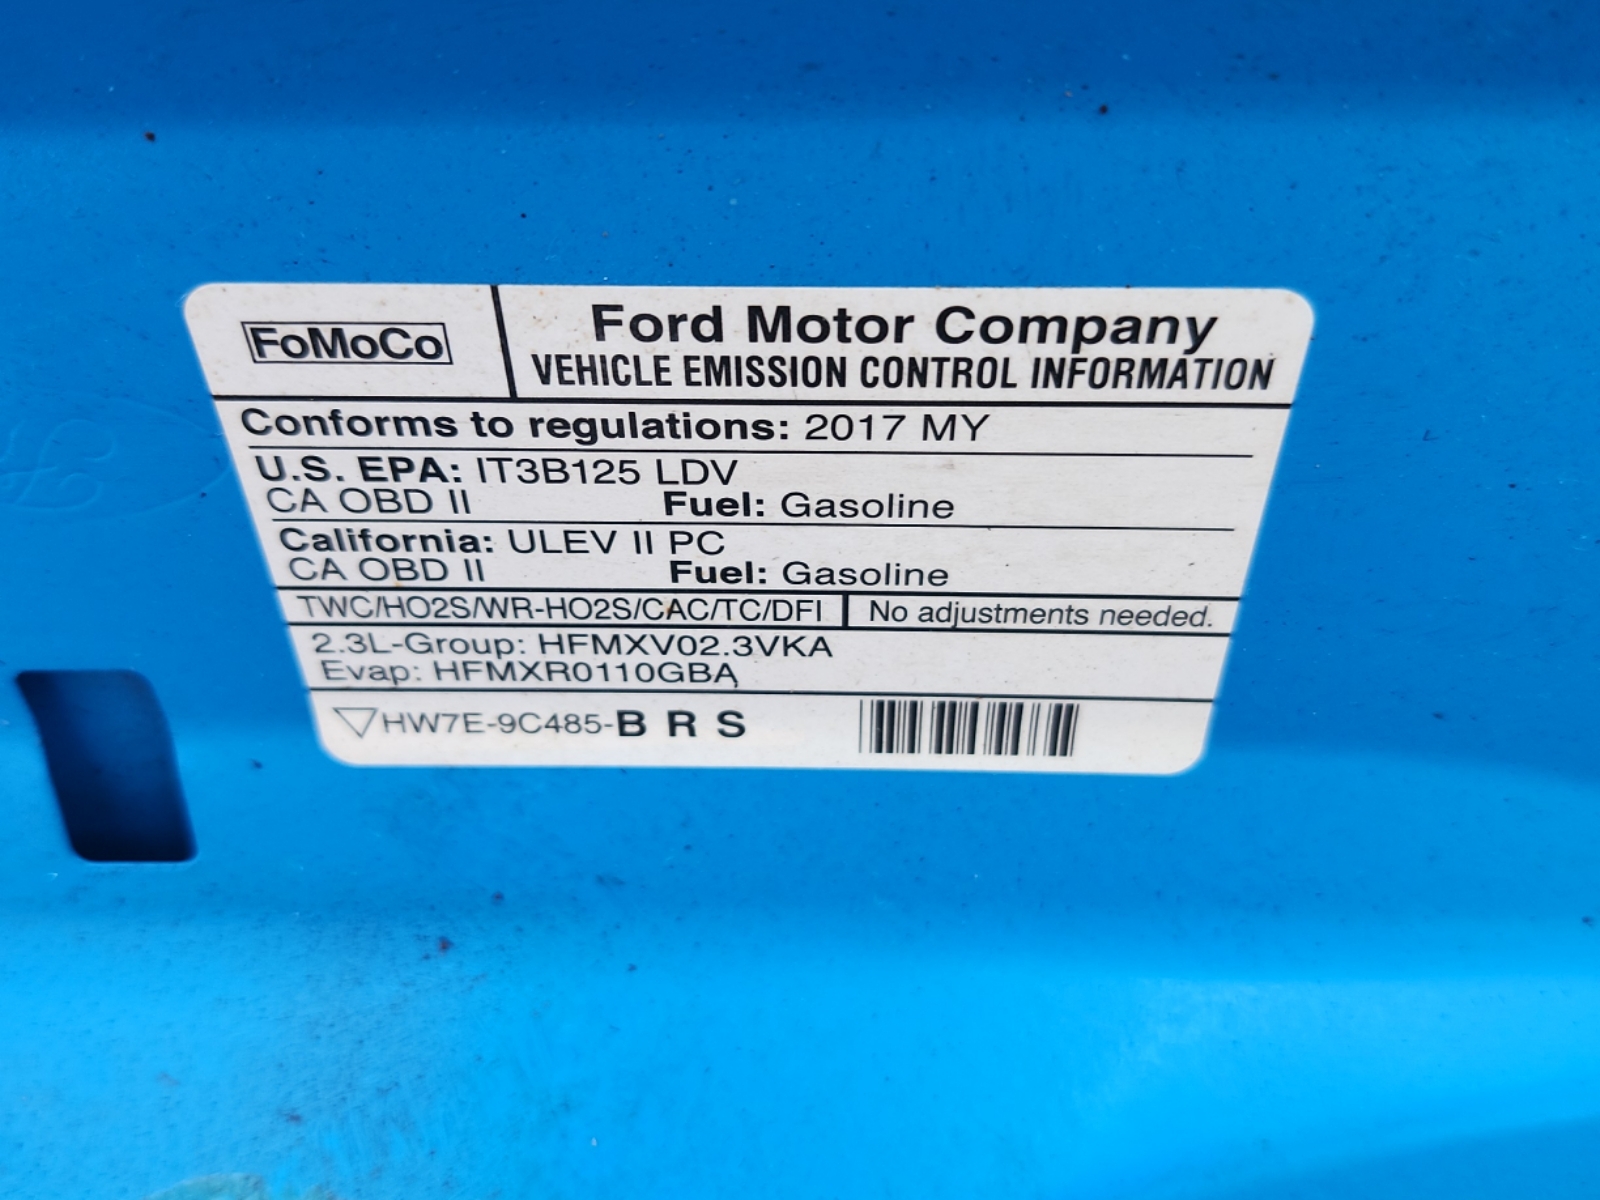 FoMoCo
Ford Motor Company
VEHICLE EMISSION CONTROL INFORMATION
Conforms to regulations: 2017 MY
U.S. EPA: IT3B125 LDV
CA OBD II Fuel: Gasoline
California: ULEV II PC
CA OBD II Fuel: Gasoline
TWC/HO2S/WR-HO2S/CAC/TC/DFI No adjustments needed.
2.3L-Group: HFMXV02.3VKA
Evap: HFMXR0110GBA
HW7E-9C485-B R S